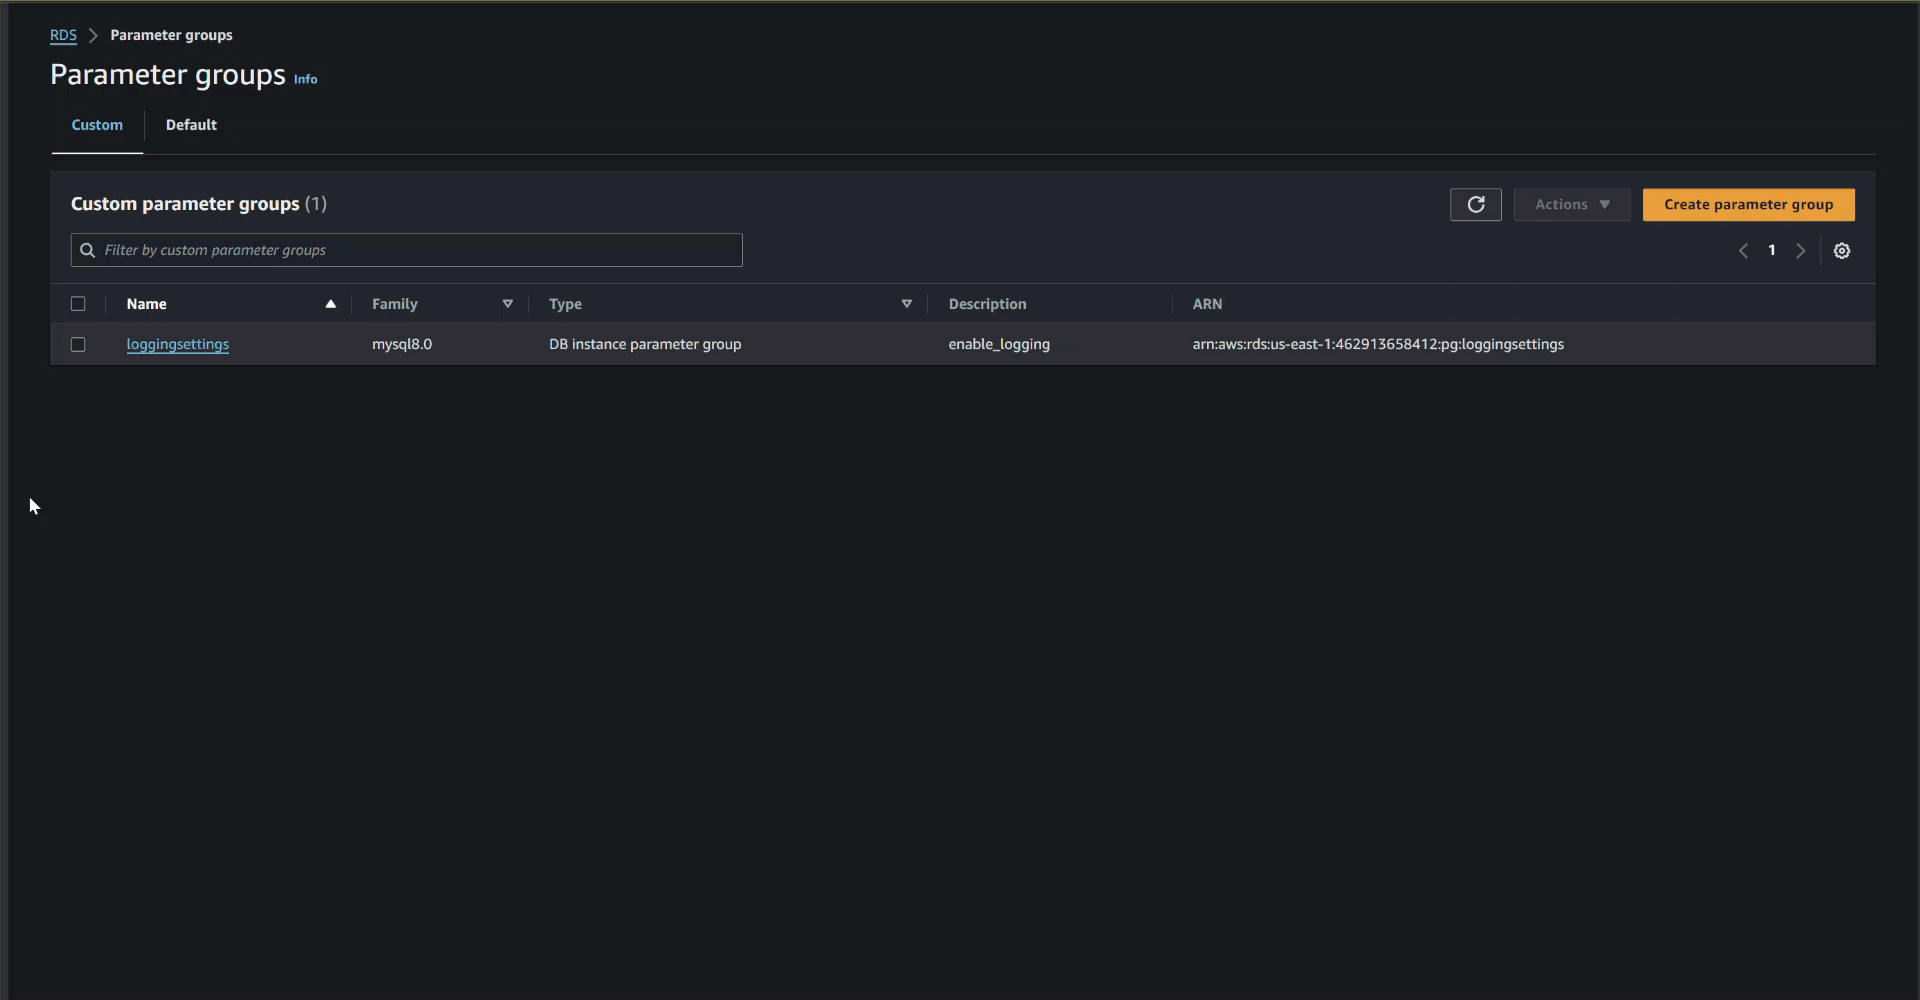 RDS Parameter groups
Parameter groups Info
Custom Default
Custom parameter groups (1) Actions Create parameter group
Filter by custom parameter groups 1
Name Family Type Description ARN
loggingsettings mysql8.0 DB instance parameter group enable_logging arn:aws:rds:us-east-1:462913658412:pg:loggingsettings